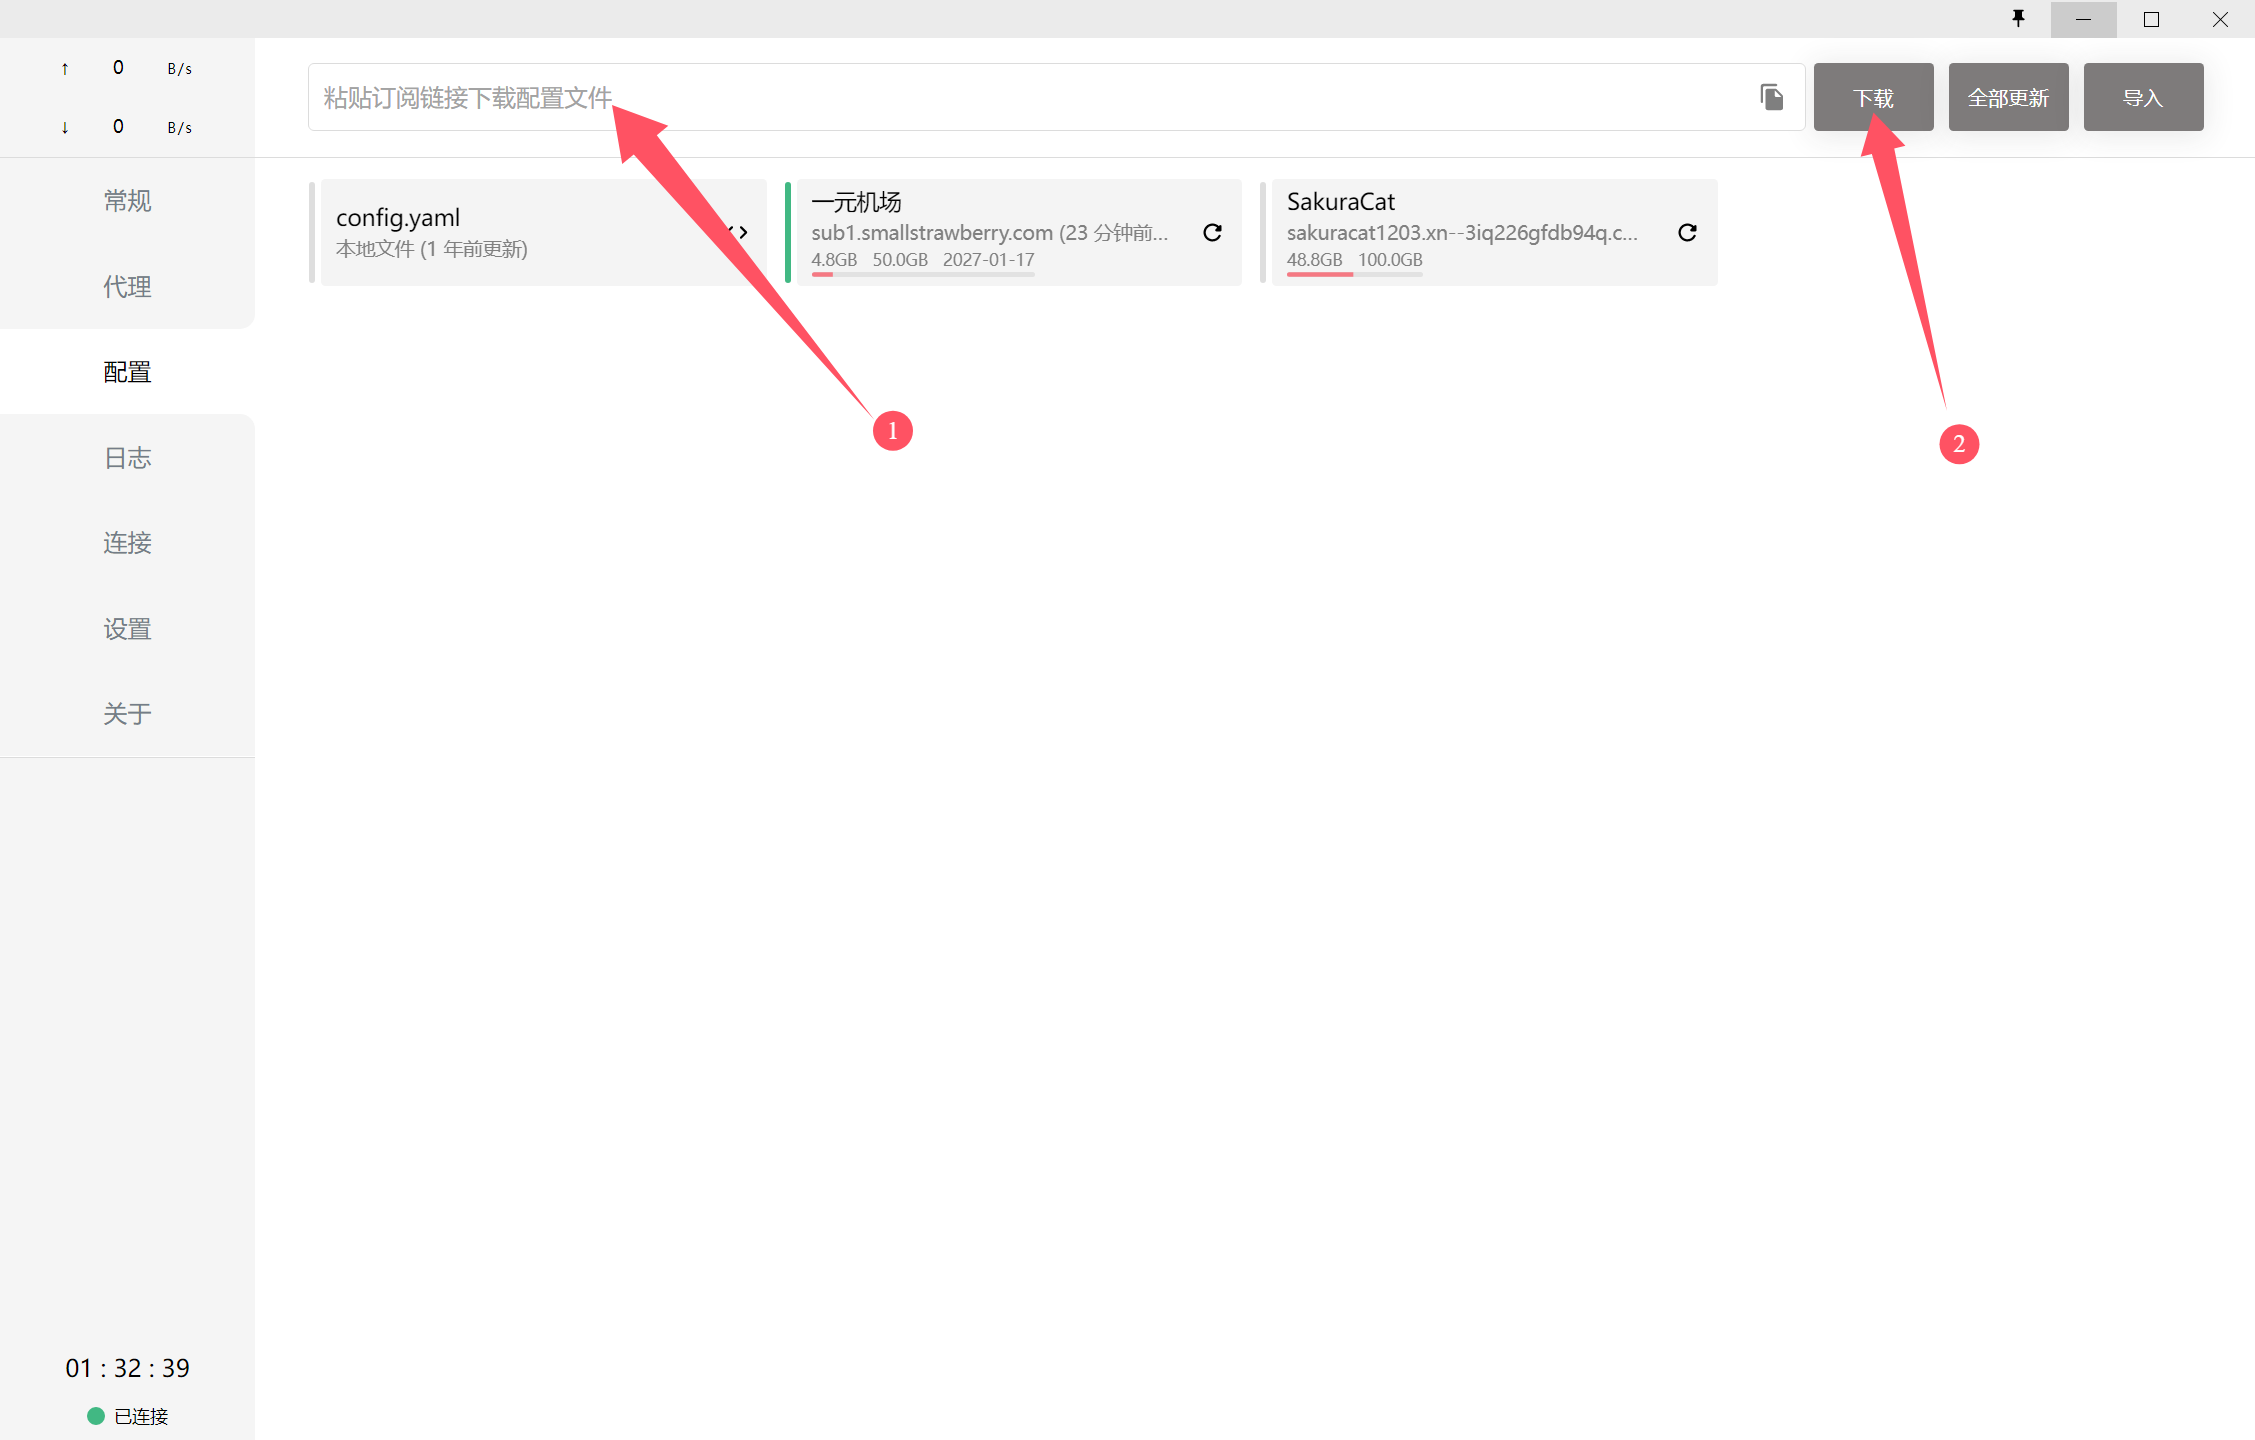 ↑ 0 B/s
↓ 0 B/s
常规
代理
配置
日志
连接
设置
关于
01 : 32 : 39
已连接
粘贴订阅链接下载配置文件
下载
全部更新
导入
config.yaml
本地文件 (1 年前更新)
一元机场
sub1.smallstrawberry.com (23 分钟前...
4.8GB 50.0GB 2027-01-17
SakuraCat
sakuracat1203.xn--3iq226gfdb94q.c...
48.8GB 100.0GB
1
2